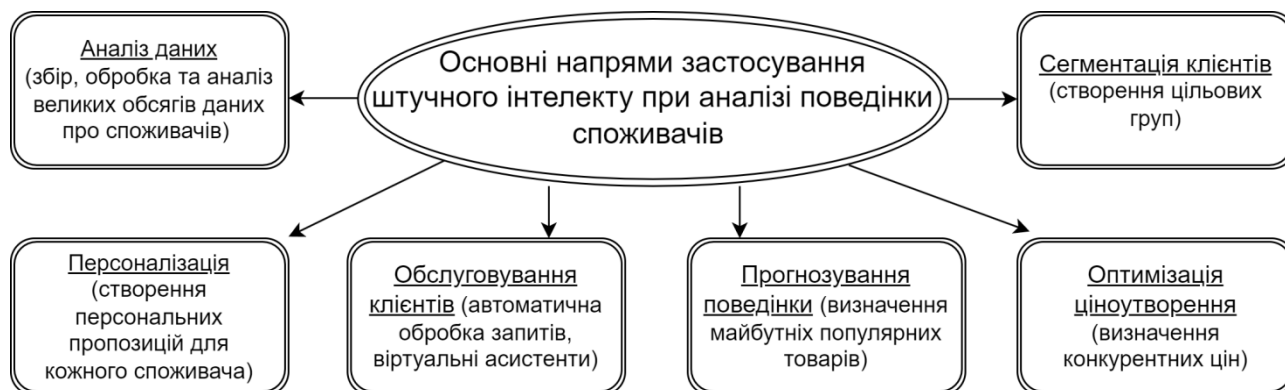 Аналіз даних
(збір, обробка та аналіз
великих обсягів даних
про споживачів)
Основні напрями застосування
штучного інтелекту при аналізі поведінки
споживачів
Сегментація клієнтів
(створення цільових
груп)
Персоналізація
(створення
персональних
пропозицій для
кожного споживача)
Обслуговування
клієнтів (автоматична
обробка запитів,
віртуальні асистенти)
Прогнозування
поведінки (визначення
майбутніх популярних
товарів)
Оптимізація
ціноутворення
(визначення
конкурентних цін)